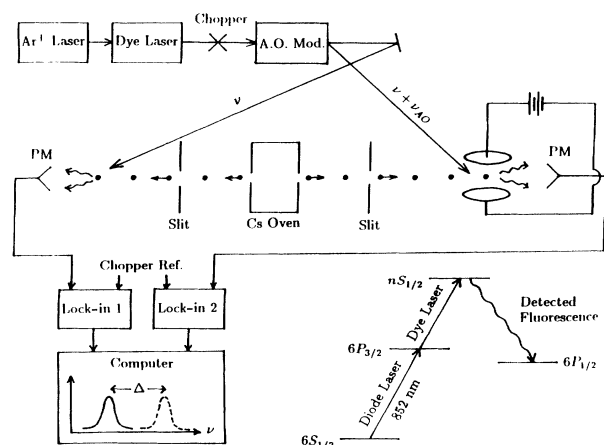 Chopper
Ar+ Laser
Dye Laser
A.O. Mod.
ν
ν + νAO
PM
PM
Slit
Cs Oven
Slit
Chopper Ref.
Lock-in 1
Lock-in 2
Computer
Δ
ν
nS1/2
Dye Laser
Detected
Fluorescence
6P3/2
6P1/2
Diode Laser
852 nm
6S1/2